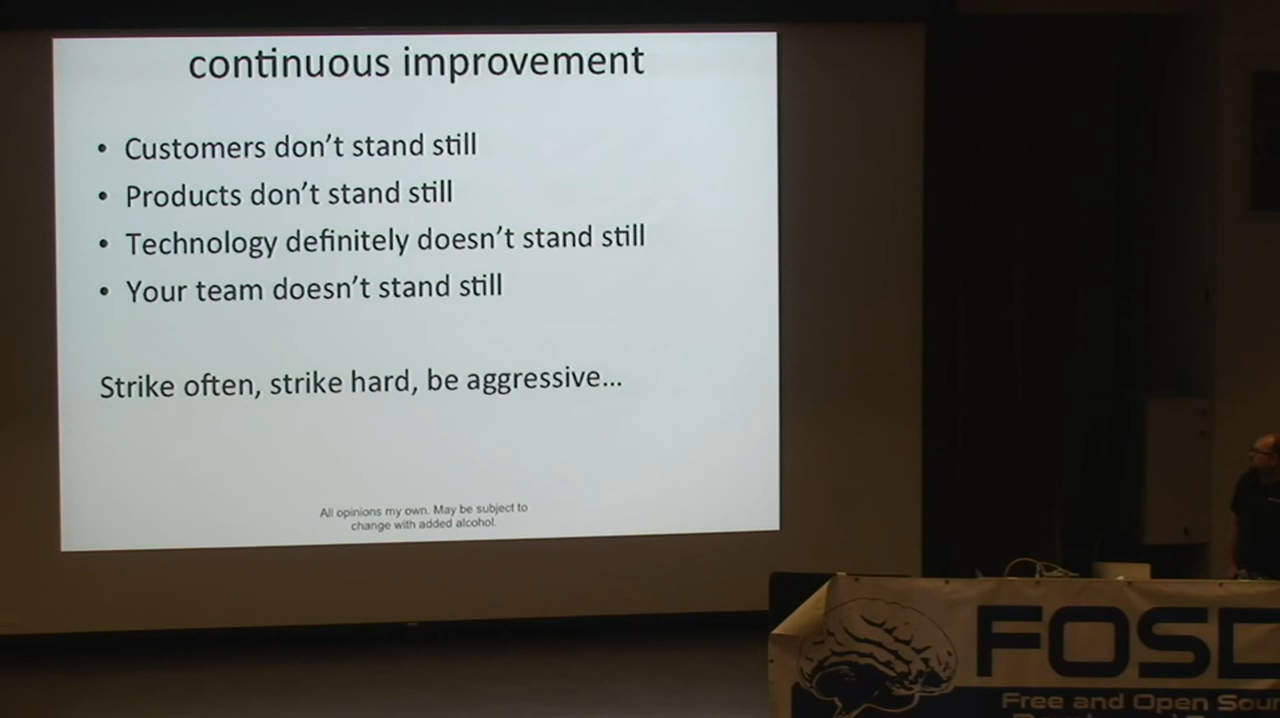 continuous improvement
• Customers don't stand still
• Products don't stand still
• Technology definitely doesn't stand still
• Your team doesn't stand still
Strike often, strike hard, be aggressive...
All opinions my own. May be subject to
change with added alcohol.
FOSD
Free and Open Sour